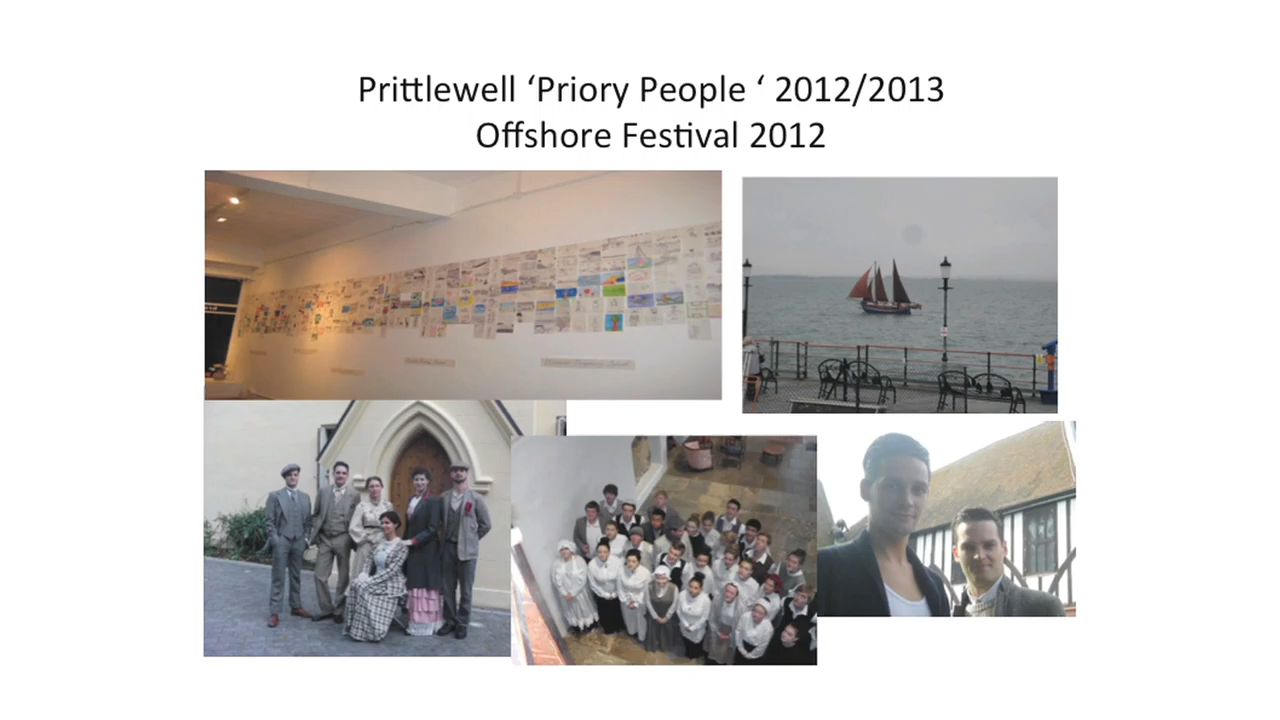 Prittlewell ‘Priory People ‘ 2012/2013
Offshore Festival 2012